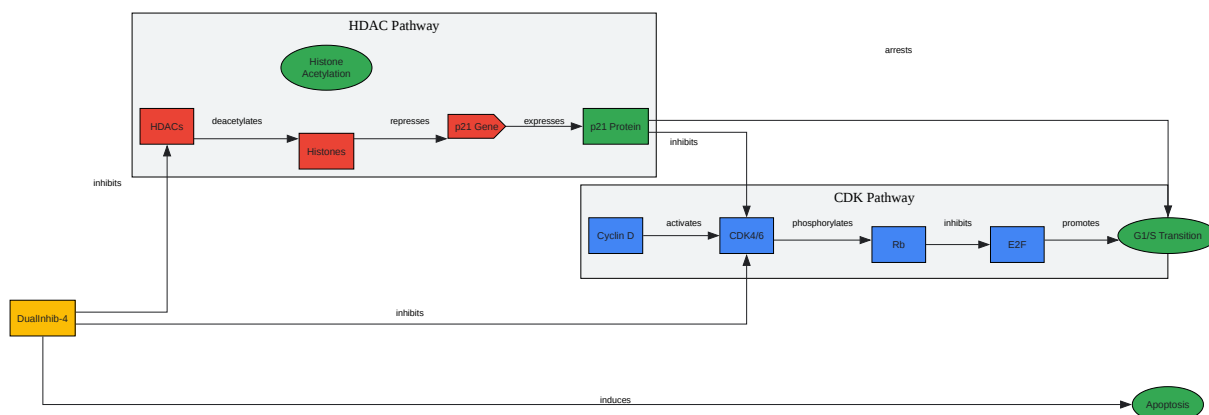 HDAC Pathway
arrests
Histone
Acetylation
HDACs
deacetylates
Histones
represses
p21 Gene
expresses
p21 Protein
inhibits
inhibits
CDK Pathway
Cyclin D
activates
CDK4/6
phosphorylates
Rb
inhibits
E2F
promotes
G1/S Transition
DualInhib-4
inhibits
induces
Apoptosis